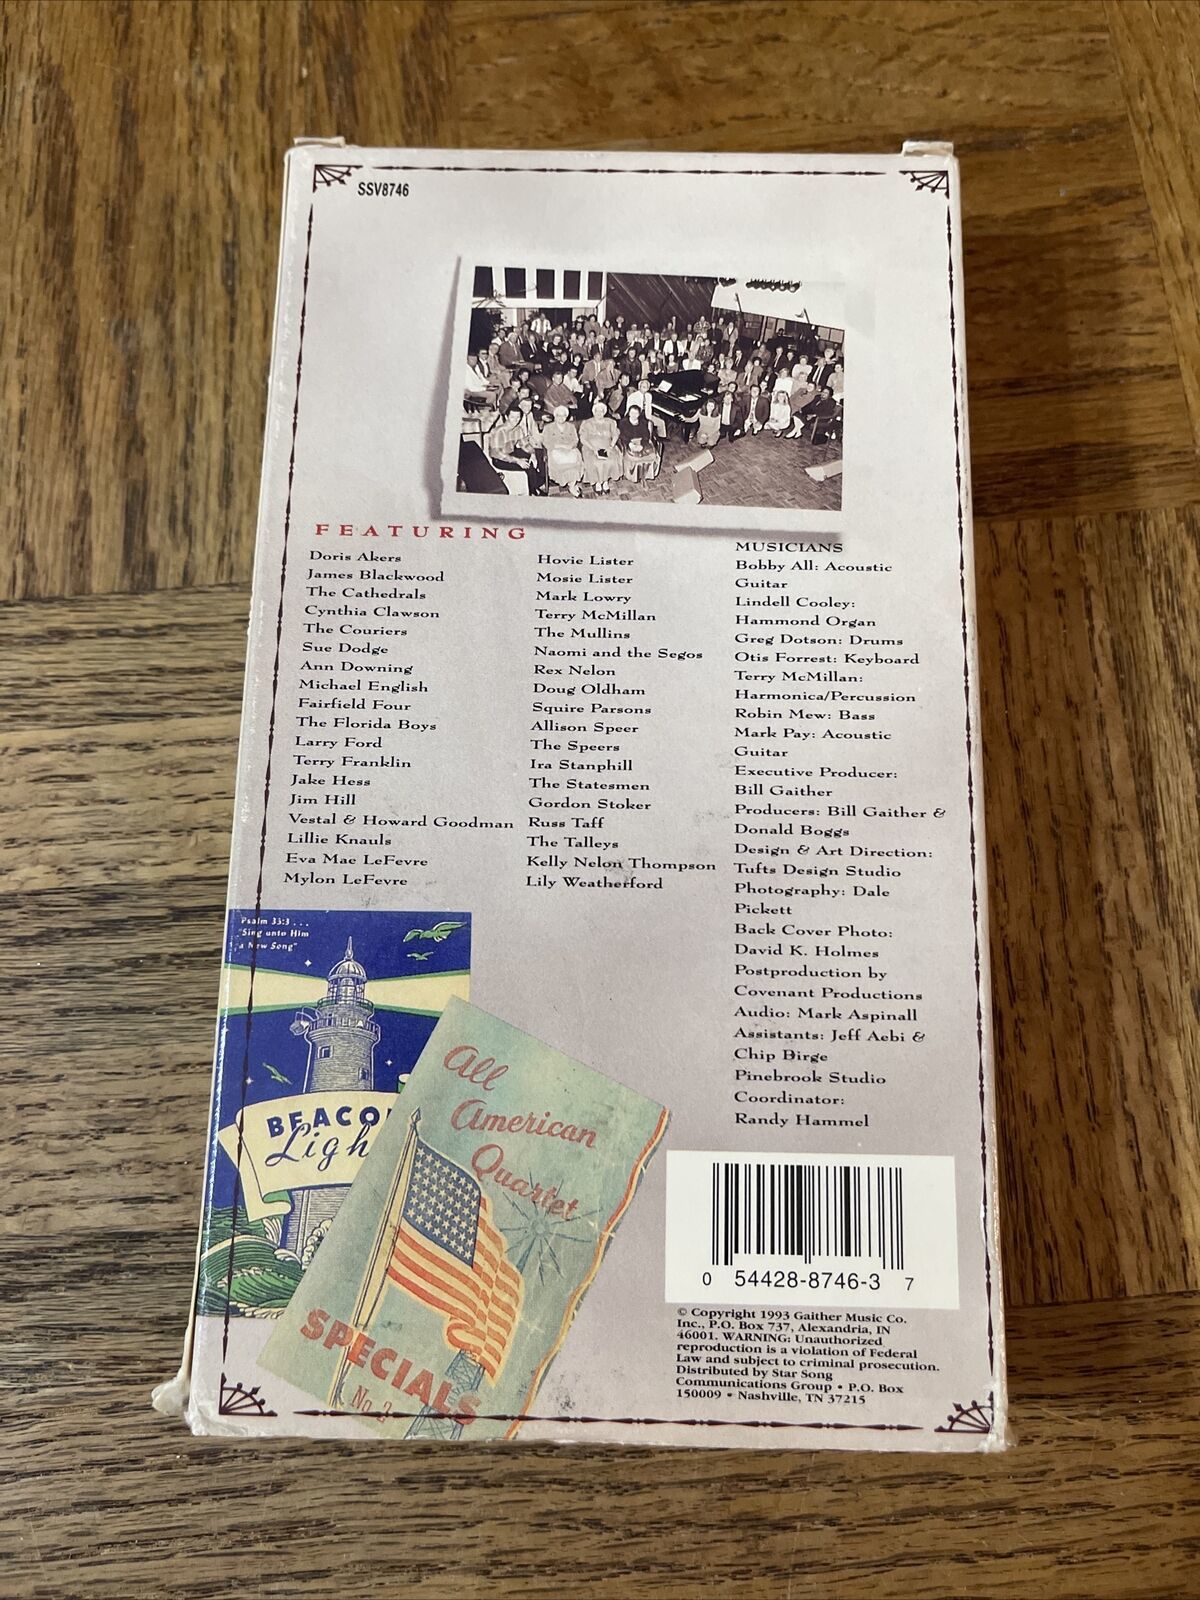 SSV8746
FEATURING
Doris Akers
James Blackwood
The Cathedrals
Cynthia Clawson
The Couriers
Sue Dodge
Ann Downing
Michael English
Fairfield Four
The Florida Boys
Larry Ford
Terry Franklin
Jake Hess
Jim Hill
Vestal & Howard Goodman
Lillie Knauls
Eva Mae LeFevre
Mylon LeFevre
Hovie Lister
Mosie Lister
Mark Lowry
Terry McMillan
The Mullins
Naomi and the Segos
Rex Nelon
Doug Oldham
Squire Parsons
Allison Speer
The Speers
Ira Stanphill
The Statesmen
Gordon Stoker
Russ Taff
The Talleys
Kelly Nelon Thompson
Lily Weatherford
MUSICIANS
Bobby All: Acoustic
Guitar
Lindell Cooley:
Hammond Organ
Greg Dotson: Drums
Otis Forrest: Keyboard
Terry McMillan:
Harmonica/Percussion
Robin Mew: Bass
Mark Pay: Acoustic
Guitar
Executive Producer:
Bill Gaither
Producers: Bill Gaither &
Donald Boggs
Design & Art Direction:
Tufts Design Studio
Photography: Dale
Pickett
Back Cover Photo:
David K. Holmes
Postproduction by
Covenant Productions
Audio: Mark Aspinall
Assistants: Jeff Aebi &
Chip Birge
Pinebrook Studio
Coordinator:
Randy Hammel
Psalm 33:3 . . .
"Sing unto Him
a New Song"
BEACO
Ligh
All
American
Quartet
SPECIALS
No. 2
0 54428-8746-3 7
© Copyright 1993 Gaither Music Co.
Inc., P.O. Box 737, Alexandria, IN
46001. WARNING: Unauthorized
reproduction is a violation of Federal
Law and subject to criminal prosecution.
Distributed by Star Song
Communications Group • P.O. Box
150009 • Nashville, TN 37215